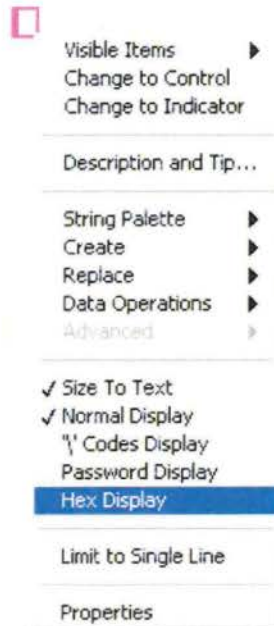 Visible Items
Change to Control
Change to Indicator
Description and Tip...
String Palette
Create
Replace
Data Operations
Advanced
Size To Text
Normal Display
'\' Codes Display
Password Display
Hex Display
Limit to Single Line
Properties